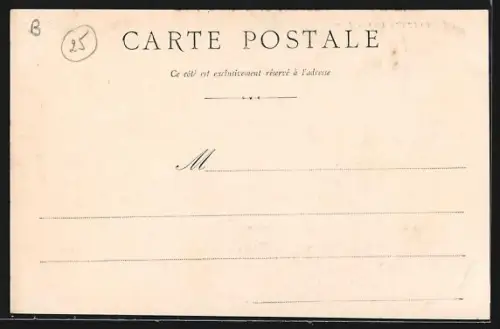 B
25
CARTE POSTALE
Ce côté est exclusivement réservé à l'adresse
M